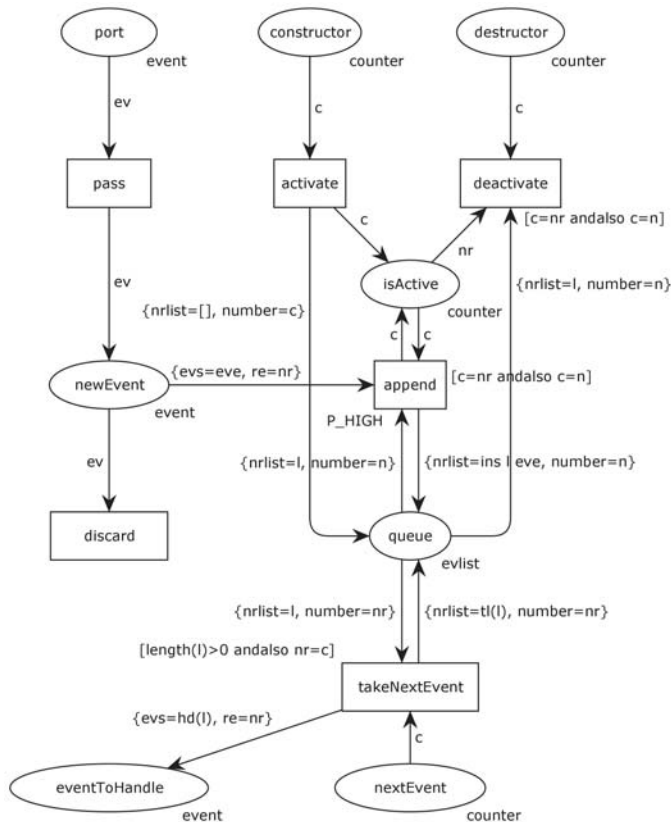 port
constructor
destructor
event
counter
counter
ev
c
c
pass
activate
deactivate
[c=nr andalso c=n]
c
nr
ev
isActive
{nrlist=[], number=c}
counter
{nrlist=l, number=n}
c
c
{evs=eve, re=nr}
newEvent
append
[c=nr andalso c=n]
event
P_HIGH
ev
{nrlist=l, number=n}
{nrlist=ins l eve, number=n}
discard
queue
evlist
{nrlist=l, number=nr}
{nrlist=tl(l), number=nr}
[length(l)>0 andalso nr=c]
takeNextEvent
{evs=hd(l), re=nr}
c
eventToHandle
nextEvent
event
counter